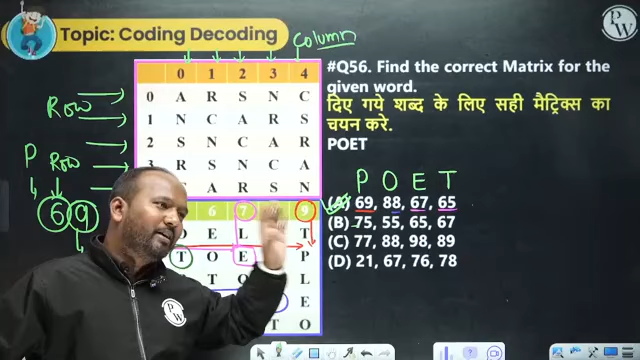 Topic: Coding Decoding
PW
Column
0 1 2 3 4
0 A R S N C
1 N C A R S
2 S N C A R
3 R S N C A
A R S N
6 7 9
E L T
T O E P
T O E
T O
Row
P Row
6 9
#Q56. Find the correct Matrix for the
given word.
दिए गये शब्द के लिए सही मैट्रिक्स का
चयन करे.
POET
P O E T
(A) 69, 88, 67, 65
(B) 75, 55, 65, 67
(C) 77, 88, 98, 89
(D) 21, 67, 76, 78